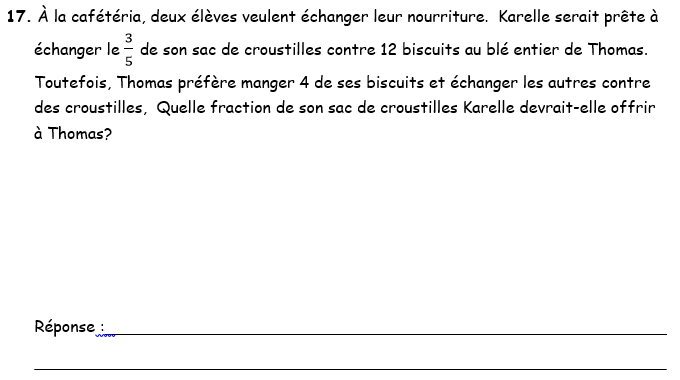 17. À la cafétéria, deux élèves veulent échanger leur nourriture. Karelle serait prête à
échanger le 3/5 de son sac de croustilles contre 12 biscuits au blé entier de Thomas.
Toutefois, Thomas préfère manger 4 de ses biscuits et échanger les autres contre
des croustilles, Quelle fraction de son sac de croustilles Karelle devrait-elle offrir
à Thomas?
Réponse :